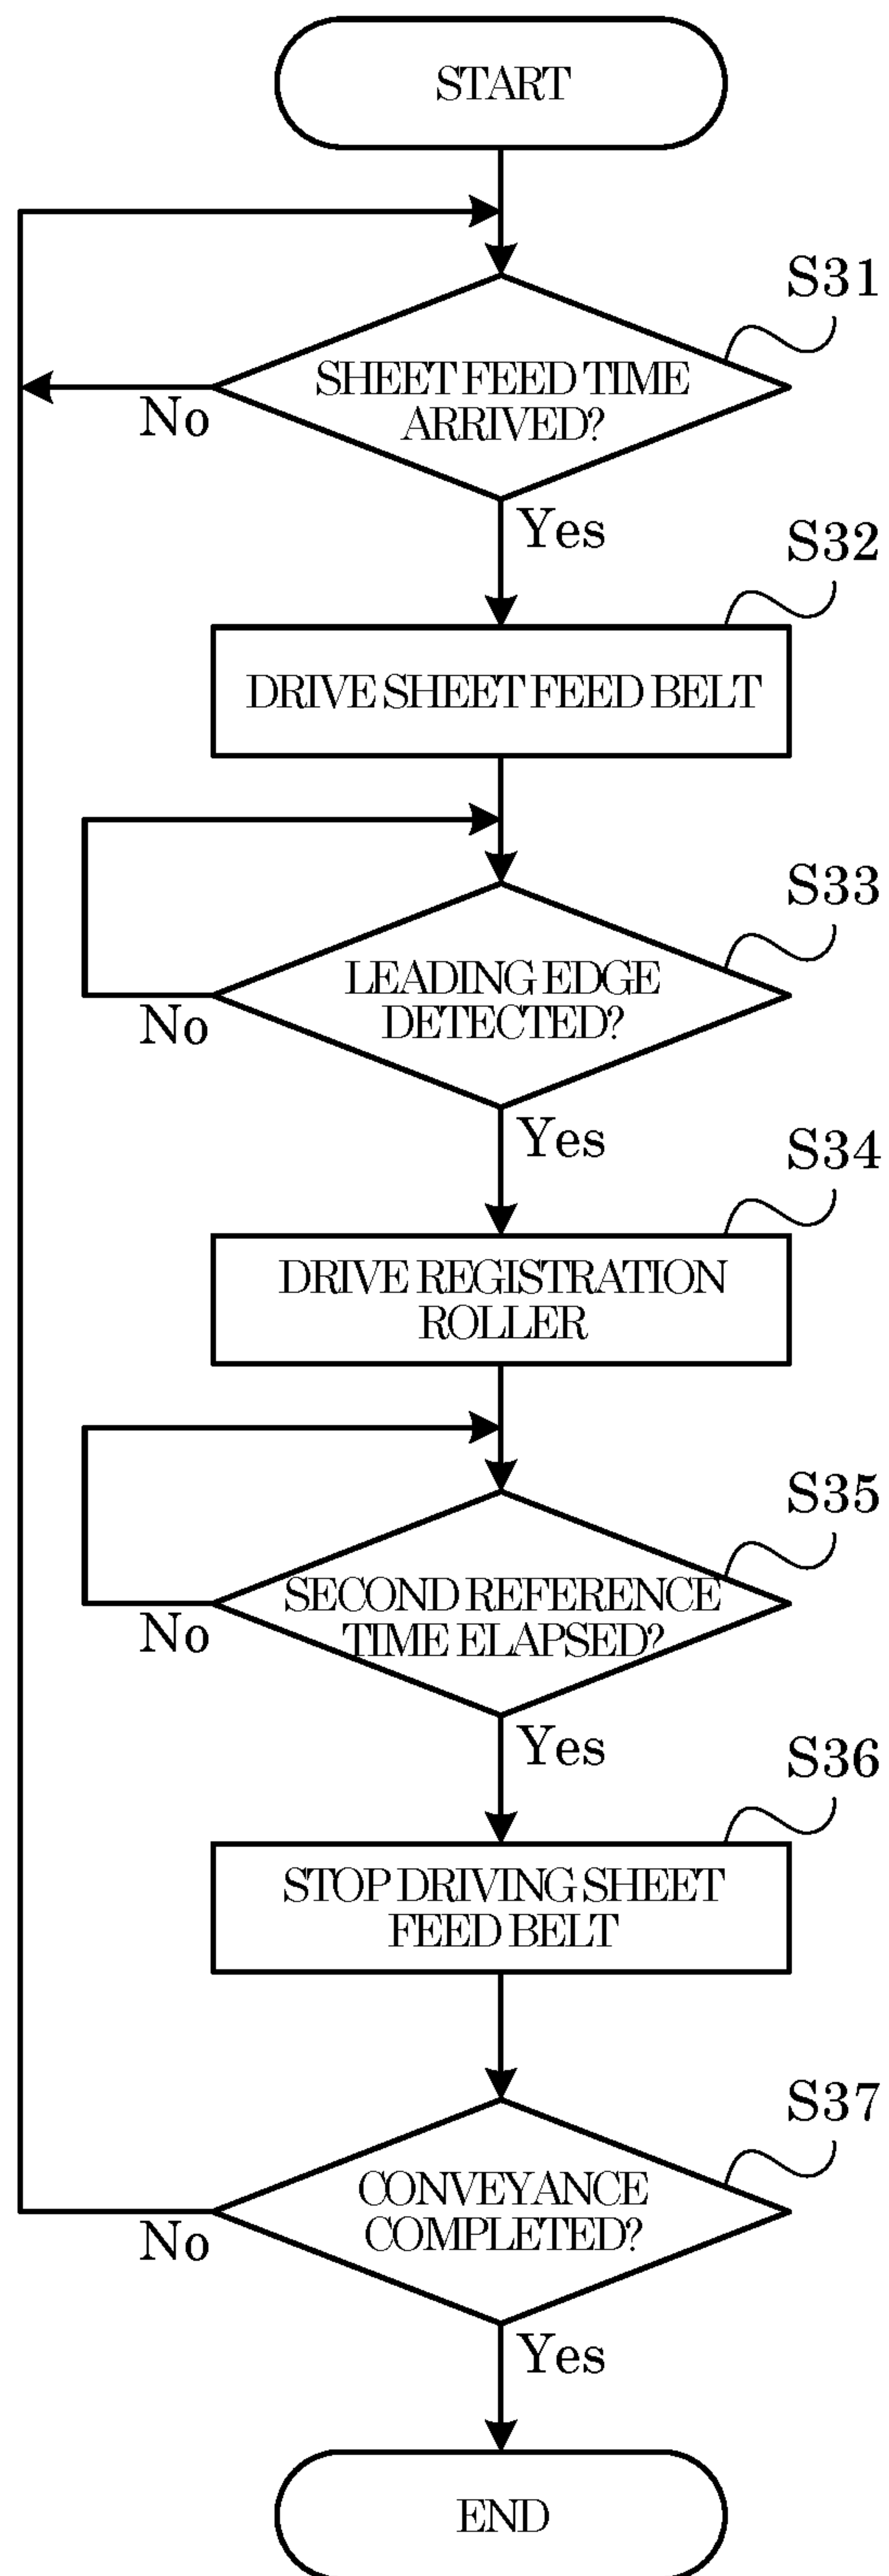 START
S31
SHEET FEED TIME
ARRIVED?
No
Yes
S32
DRIVE SHEET FEED BELT
S33
LEADING EDGE
DETECTED?
No
Yes
S34
DRIVE REGISTRATION
ROLLER
S35
SECOND REFERENCE
TIME ELAPSED?
No
Yes
S36
STOP DRIVING SHEET
FEED BELT
S37
CONVEYANCE
COMPLETED?
No
Yes
END